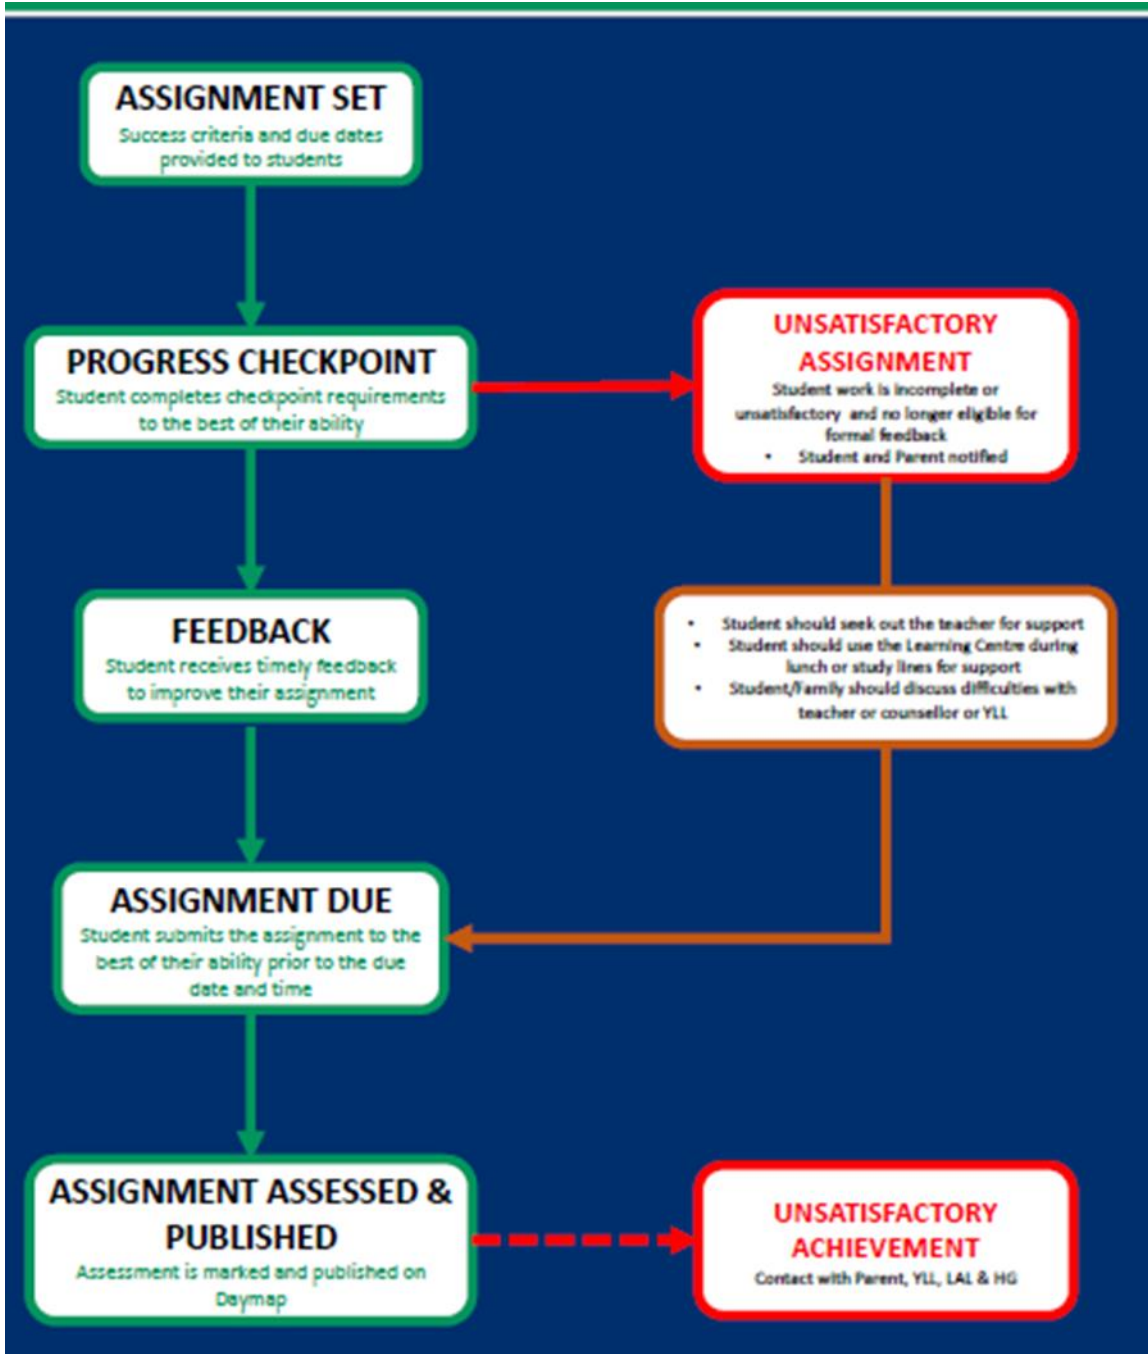 ASSIGNMENT SET
Success criteria and due dates
provided to students
PROGRESS CHECKPOINT
Student completes checkpoint requirements
to the best of their ability
UNSATISFACTORY
ASSIGNMENT
Student work is incomplete or
unsatisfactory and no longer eligible for
formal feedback
• Student and Parent notified
FEEDBACK
Student receives timely feedback
to improve their assignment
• Student should seek out the teacher for support
• Student should use the Learning Centre during
lunch or study lines for support
• Student/Family should discuss difficulties with
teacher or counsellor or YLL
ASSIGNMENT DUE
Student submits the assignment to the
best of their ability prior to the due
date and time
ASSIGNMENT ASSESSED &
PUBLISHED
Assessment is marked and published on
Daymap
UNSATISFACTORY
ACHIEVEMENT
Contact with Parent, YLL, LAL & HG